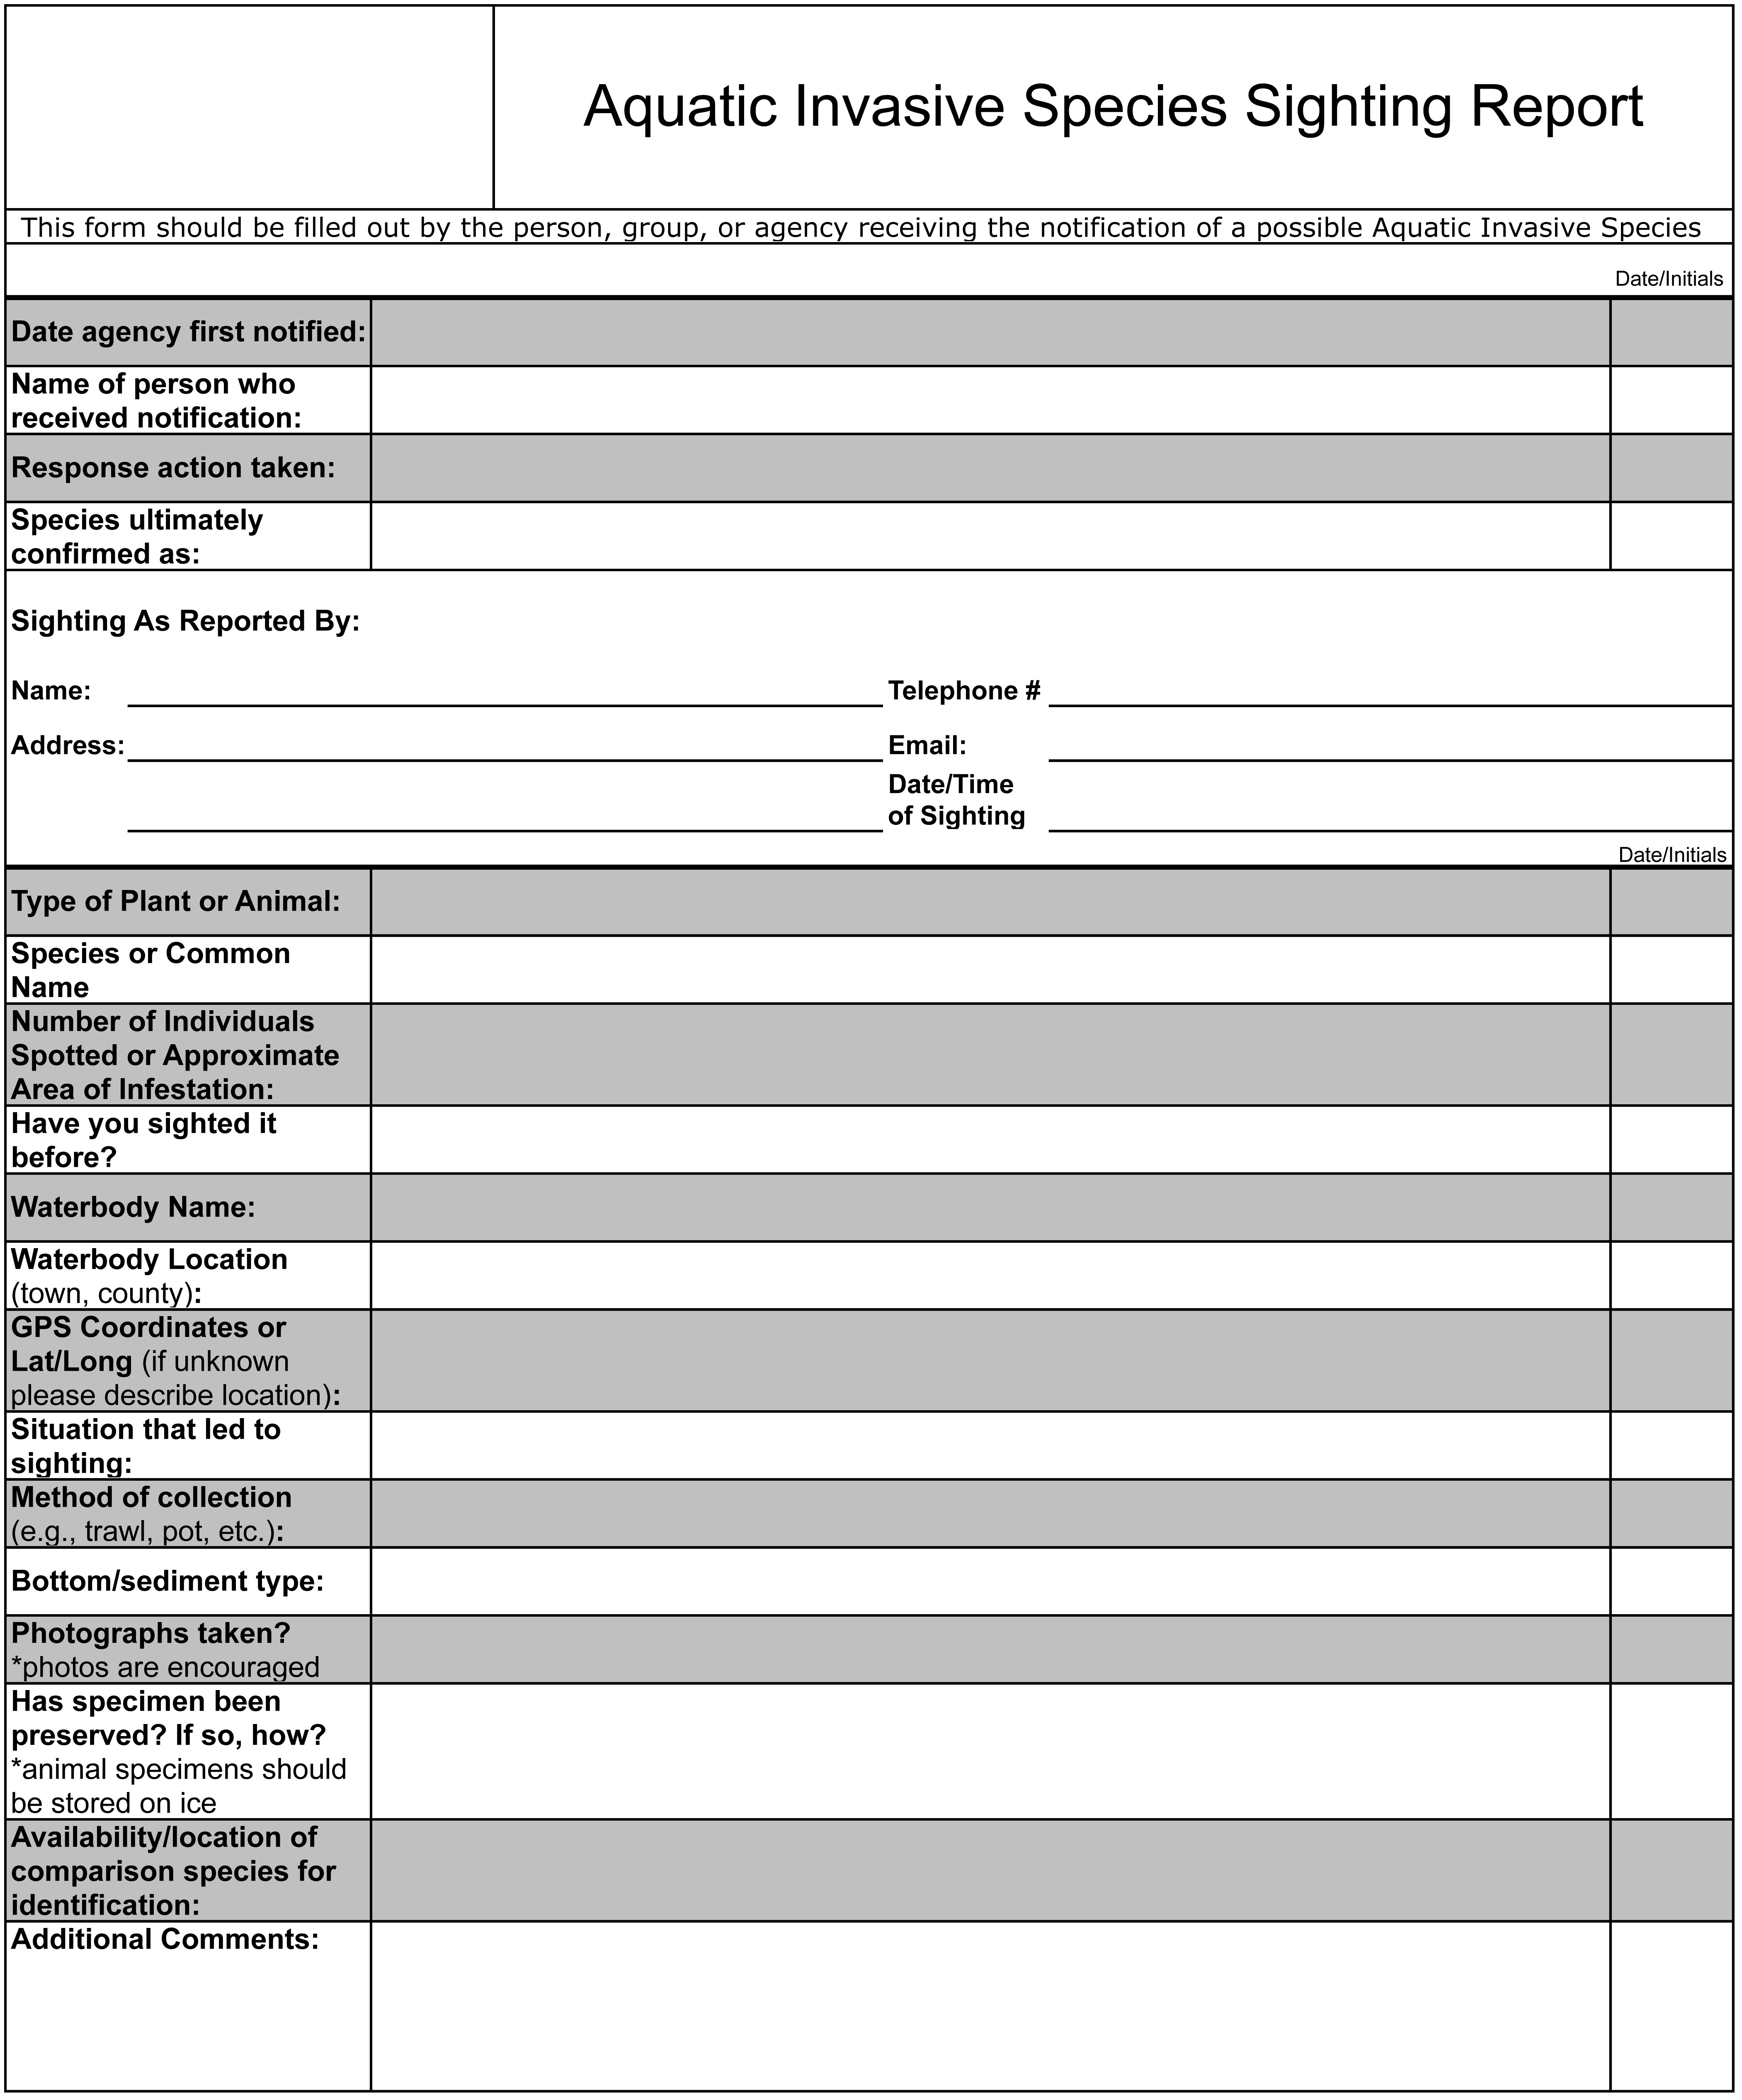 Aquatic Invasive Species Sighting Report
This form should be filled out by the person, group, or agency receiving the notification of a possible Aquatic Invasive Species
Date/Initials
Date agency first notified:
Name of person who
received notification:
Response action taken:
Species ultimately
confirmed as:
Sighting As Reported By:
Name:
Telephone #
Address:
Email:
Date/Time
of Sighting
Date/Initials
Type of Plant or Animal:
Species or Common
Name
Number of Individuals
Spotted or Approximate
Area of Infestation:
Have you sighted it
before?
Waterbody Name:
Waterbody Location
(town, county):
GPS Coordinates or
Lat/Long (if unknown
please describe location):
Situation that led to
sighting:
Method of collection
(e.g., trawl, pot, etc.):
Bottom/sediment type:
Photographs taken?
*photos are encouraged
Has specimen been
preserved? If so, how?
*animal specimens should
be stored on ice
Availability/location of
comparison species for
identification:
Additional Comments: